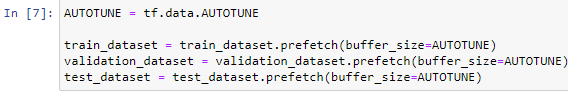 In [7]: AUTOTUNE = tf.data.AUTOTUNE
train_dataset = train_dataset.prefetch(buffer_size=AUTOTUNE)
validation_dataset = validation_dataset.prefetch(buffer_size=AUTOTUNE)
test_dataset = test_dataset.prefetch(buffer_size=AUTOTUNE)